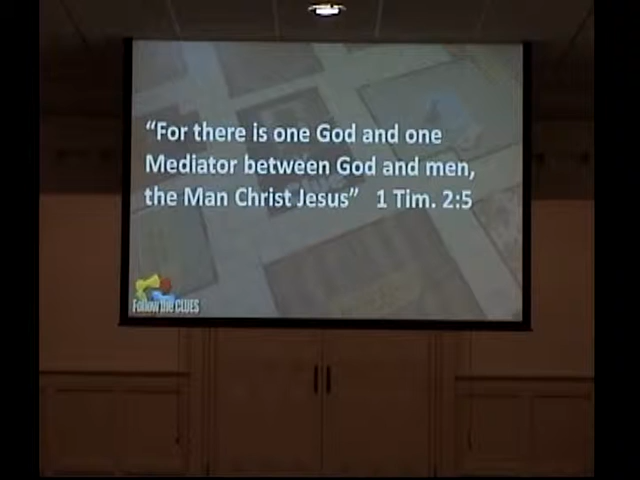 “For there is one God and one
Mediator between God and men,
the Man Christ Jesus” 1 Tim. 2:5
Follow the CLUES